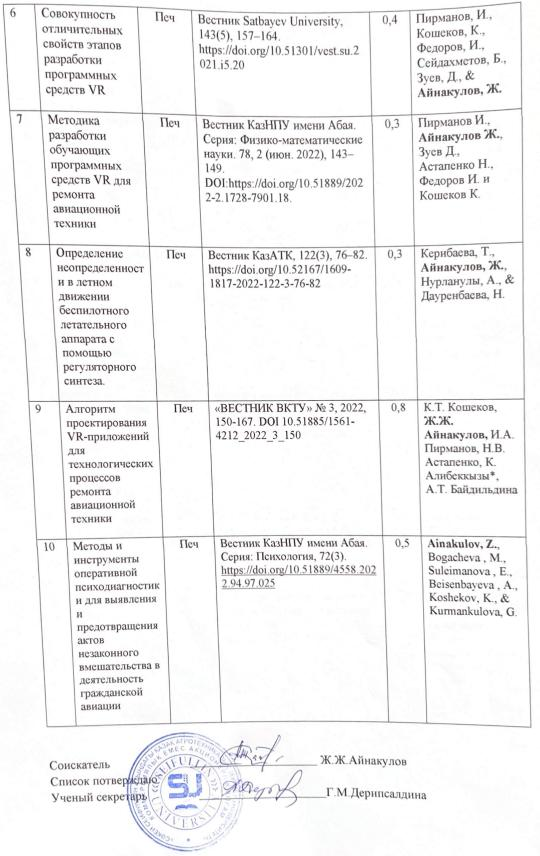 6
Совокупность
отличительных
свойств этапов
разработки
программных
средств VR
Печ
Вестник Satbayev University,
143(5), 157–164.
https://doi.org/10.51301/vest.su.2
021.i5.20
0,4
Пирманов, И.,
Кошеков, К.,
Федоров, И.,
Сейдахметов, Б.,
Зуев, Д., &
Айнакулов, Ж.
7
Методика
разработки
обучающих
программных
средств VR для
ремонта
авиационной
техники
Печ
Вестник КазНПУ имени Абая.
Серия: Физико-математические
науки. 78, 2 (июн. 2022), 143–
149.
DOI:https://doi.org/10.51889/202
2-2.1728-7901.18.
0,3
Пирманов И.,
Айнакулов Ж.,
Зуев Д.,
Астапенко Н.,
Федоров И. и
Кошеков К.
8
Определение
неопределенност
и в летном
движении
беспилотного
летательного
аппарата с
помощью
регуляторного
синтеза.
Печ
Вестник КазАТК, 122(3), 76–82.
https://doi.org/10.52167/1609-
1817-2022-122-3-76-82
0,3
Керибаева, Т.,
Айнакулов, Ж.,
Нурланулы, А., &
Дауренбаева, Н.
9
Алгоритм
проектирования
VR-приложений
для
технологических
процессов
ремонта
авиационной
техники
Печ
«ВЕСТНИК ВКТУ» № 3, 2022,
150-167. DOI 10.51885/1561-
4212_2022_3_150
0,8
К.Т. Кошеков,
Ж.Ж.
Айнакулов, И.А.
Пирманов, Н.В.
Астапенко, К.
Алибеккызы*,
А.Т. Байдильдина
10
Методы и
инструменты
оперативной
психодиагностик
и для выявления
и
предотвращения
актов
незаконного
вмешательства в
деятельность
гражданской
авиации
Печ
Вестник КазНПУ имени Абая.
Серия: Психология, 72(3).
https://doi.org/10.51889/4558.202
2.94.97.025
0,5
Ainakulov, Z.,
Bogacheva , M.,
Suleimanova , E.,
Beisenbayeva , A.,
Koshekov, K., &
Kurmankulova, G.
Соискатель Ж.Ж.Айнакулов
Список потверждаю
Ученый секретарь Г.М.Дерипсалдина
UNIVERSITY